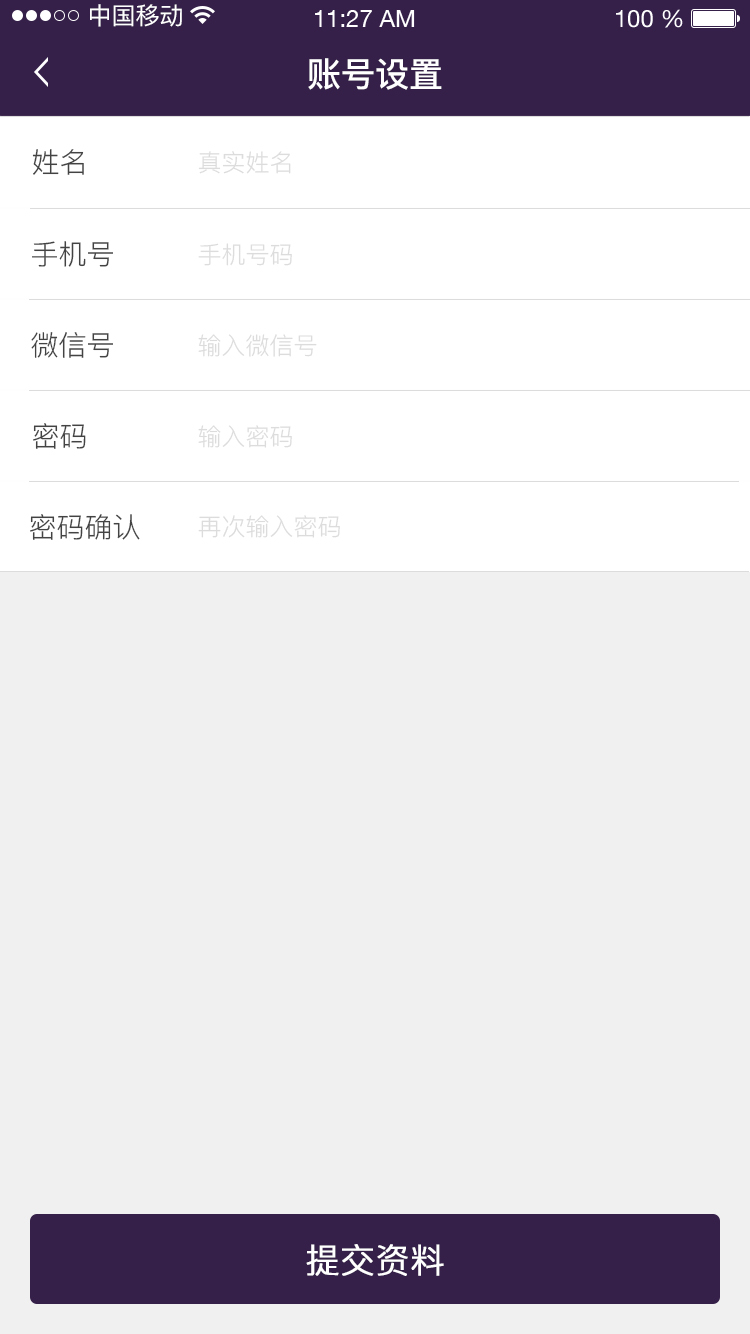 中国移动 11:27 AM 100 %
账号设置
姓名 真实姓名
手机号 手机号码
微信号 输入微信号
密码 输入密码
密码确认 再次输入密码
提交资料